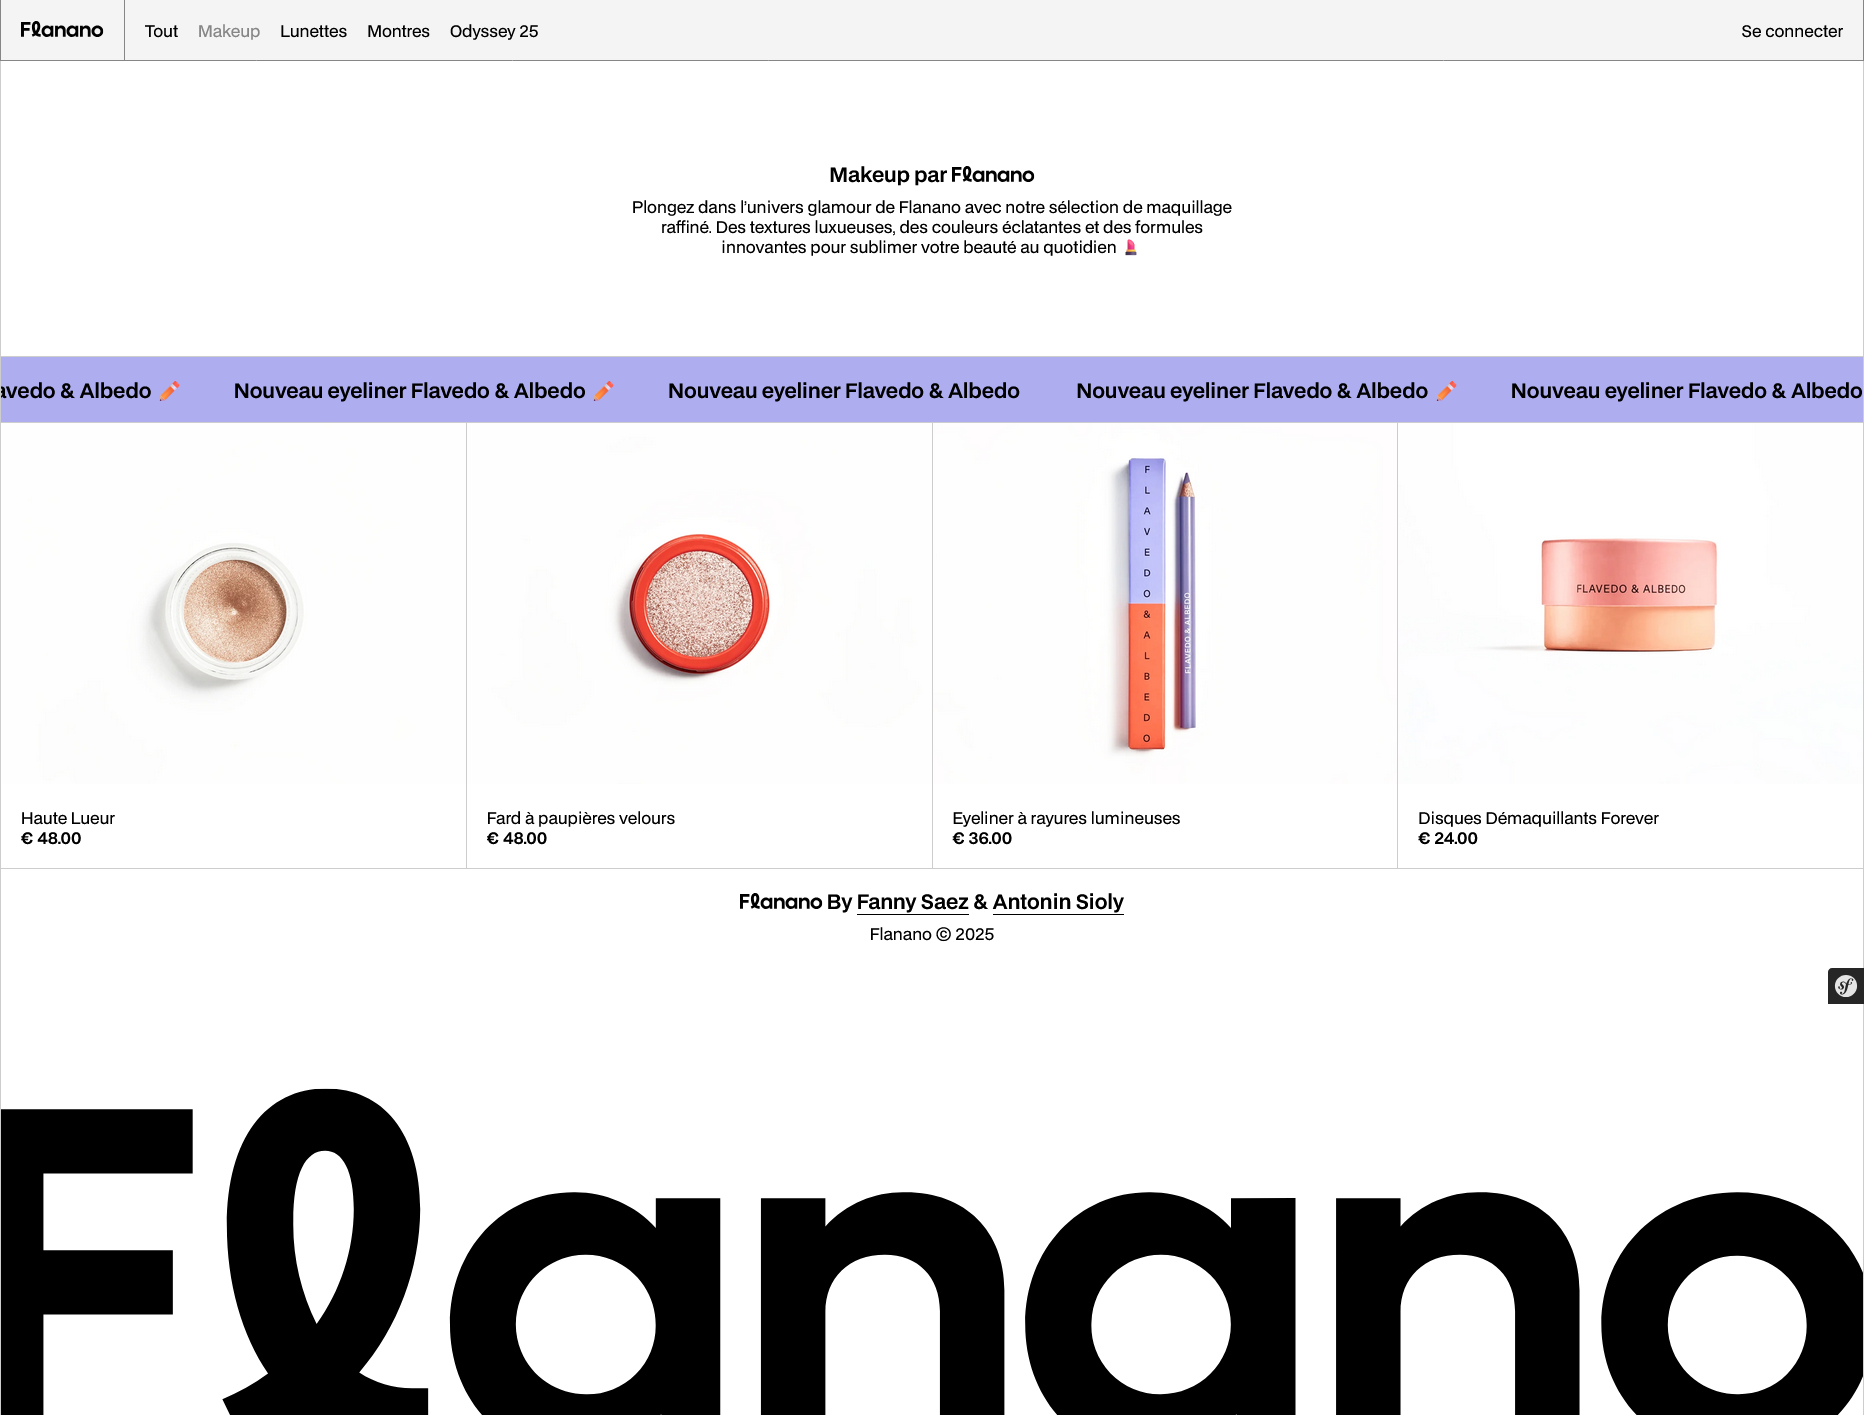 Flanano
Tout
Makeup
Lunettes
Montres
Odyssey 25
Se connecter
Makeup par Flanano
Plongez dans l’univers glamour de Flanano avec notre sélection de maquillage
raffiné. Des textures luxueuses, des couleurs éclatantes et des formules
innovantes pour sublimer votre beauté au quotidien 💄
avedo & Albedo ✏️ Nouveau eyeliner Flavedo & Albedo ✏️ Nouveau eyeliner Flavedo & Albedo Nouveau eyeliner Flavedo & Albedo ✏️ Nouveau eyeliner Flavedo & Albedo
FLAVEDO & ALBEDO
FLAVEDO & ALBEDO
FLAVEDO & ALBEDO
Haute Lueur
€ 48.00
Fard à paupières velours
€ 48.00
Eyeliner à rayures lumineuses
€ 36.00
Disques Démaquillants Forever
€ 24.00
Flanano By Fanny Saez & Antonin Sioly
Flanano © 2025
sf
Flanano